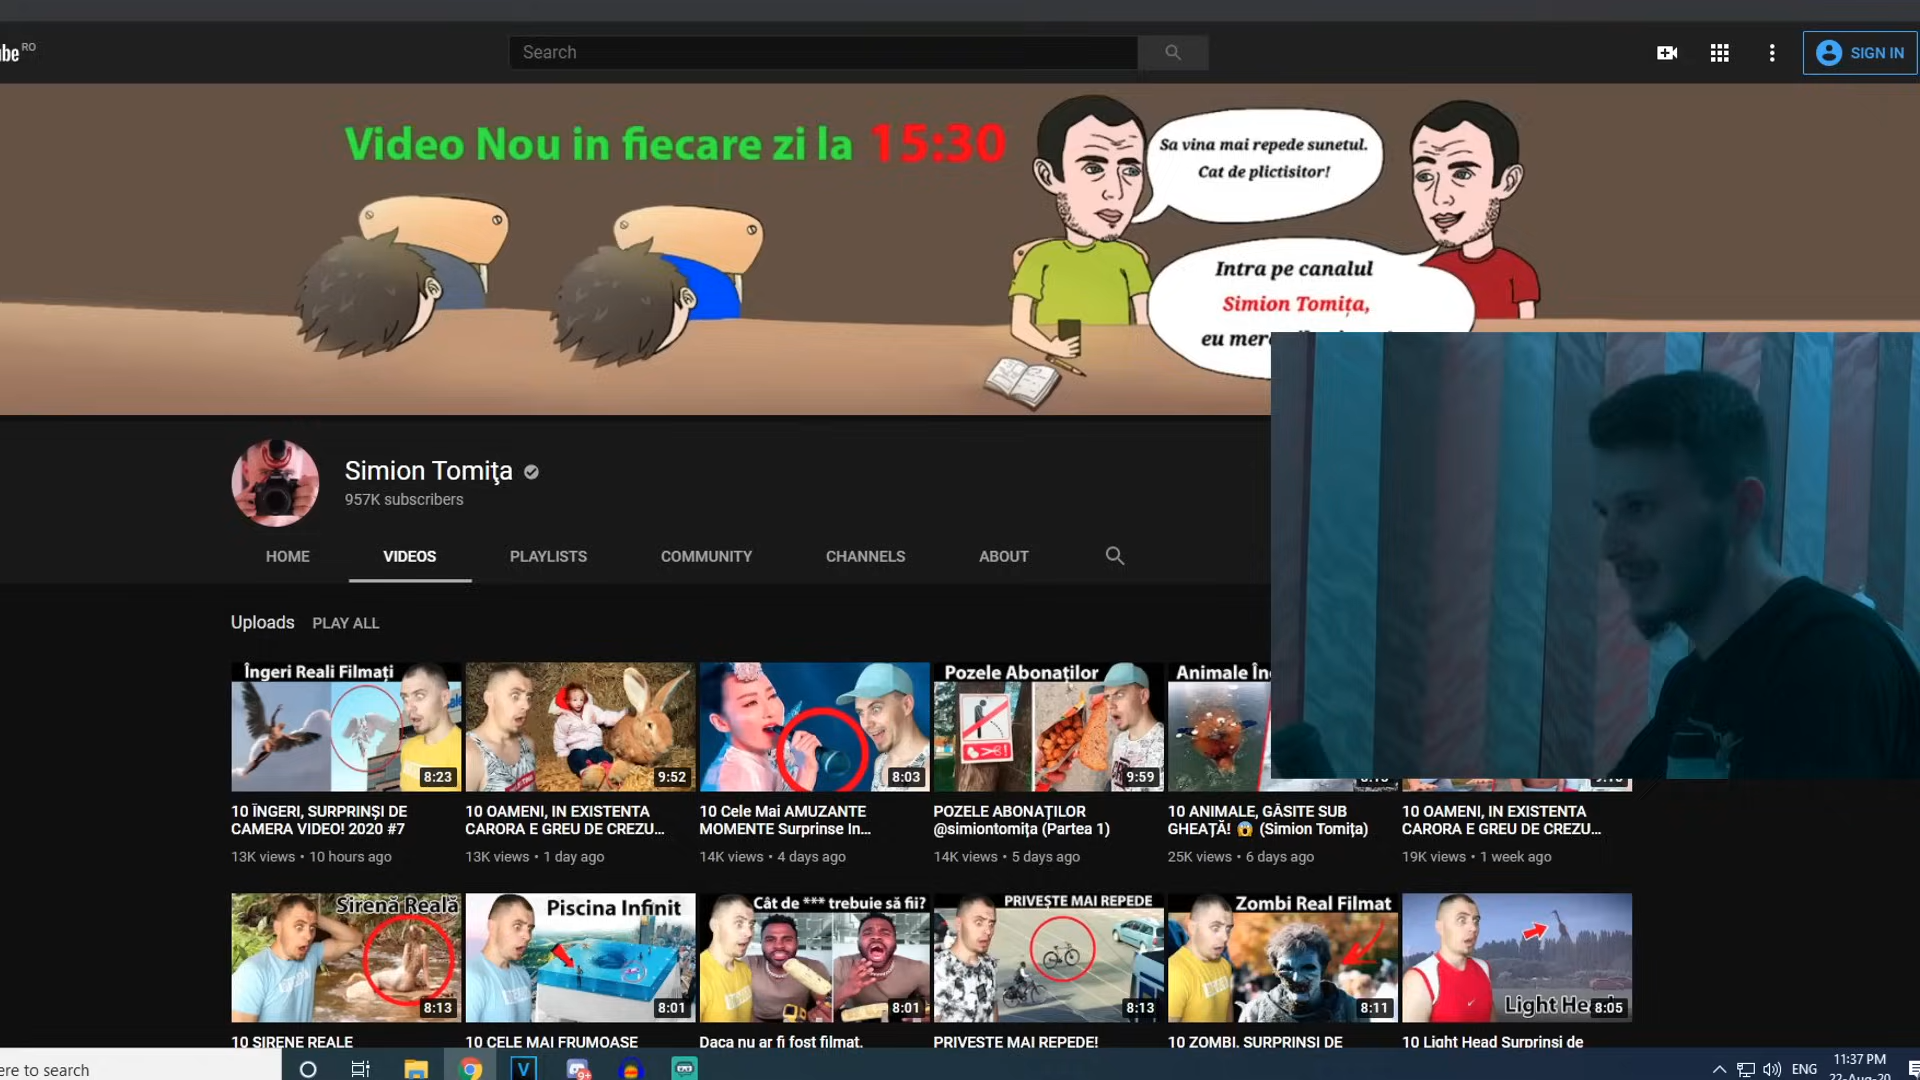 be RO
Search
SIGN IN
Video Nou in fiecare zi la 15:30
Sa vina mai repede sunetul.
Cat de plictisitor!
Intra pe canalul
Simion Tomița,
eu
Simion Tomiţa
957K subscribers
HOME
VIDEOS
PLAYLISTS
COMMUNITY
CHANNELS
ABOUT
Uploads PLAY ALL
Îngeri Reali Filmați
8:23
9:52
8:03
Pozele Abonaților
9:59
Animale În
10 ÎNGERI, SURPRINȘI DE
CAMERA VIDEO! 2020 #7
13K views • 10 hours ago
10 OAMENI, IN EXISTENTA
CARORA E GREU DE CREZU...
13K views • 1 day ago
10 Cele Mai AMUZANTE
MOMENTE Surprinse In...
14K views • 4 days ago
POZELE ABONAȚILOR
@simiontomița (Partea 1)
14K views • 5 days ago
10 ANIMALE, GĂSITE SUB
GHEAȚĂ! 😱 (Simion Tomița)
25K views • 6 days ago
10 OAMENI, IN EXISTENTA
CARORA E GREU DE CREZU...
19K views • 1 week ago
Sirenă Reală
8:13
Piscina Infinit
8:01
Cât de *** trebuie să fii?
8:01
PRIVEȘTE MAI REPEDE
8:13
Zombi Real Filmat
8:11
Light He
8:05
10 SIRENE REALE
10 CELE MAI FRUMOASE
Daca nu ar fi fost filmat,
PRIVESTE MAI REPEDE!
10 ZOMBI, SURPRINSI DE
10 Light Head Surprinsi de
ere to search
V
9+
ENG
11:37 PM
22-Aug-20